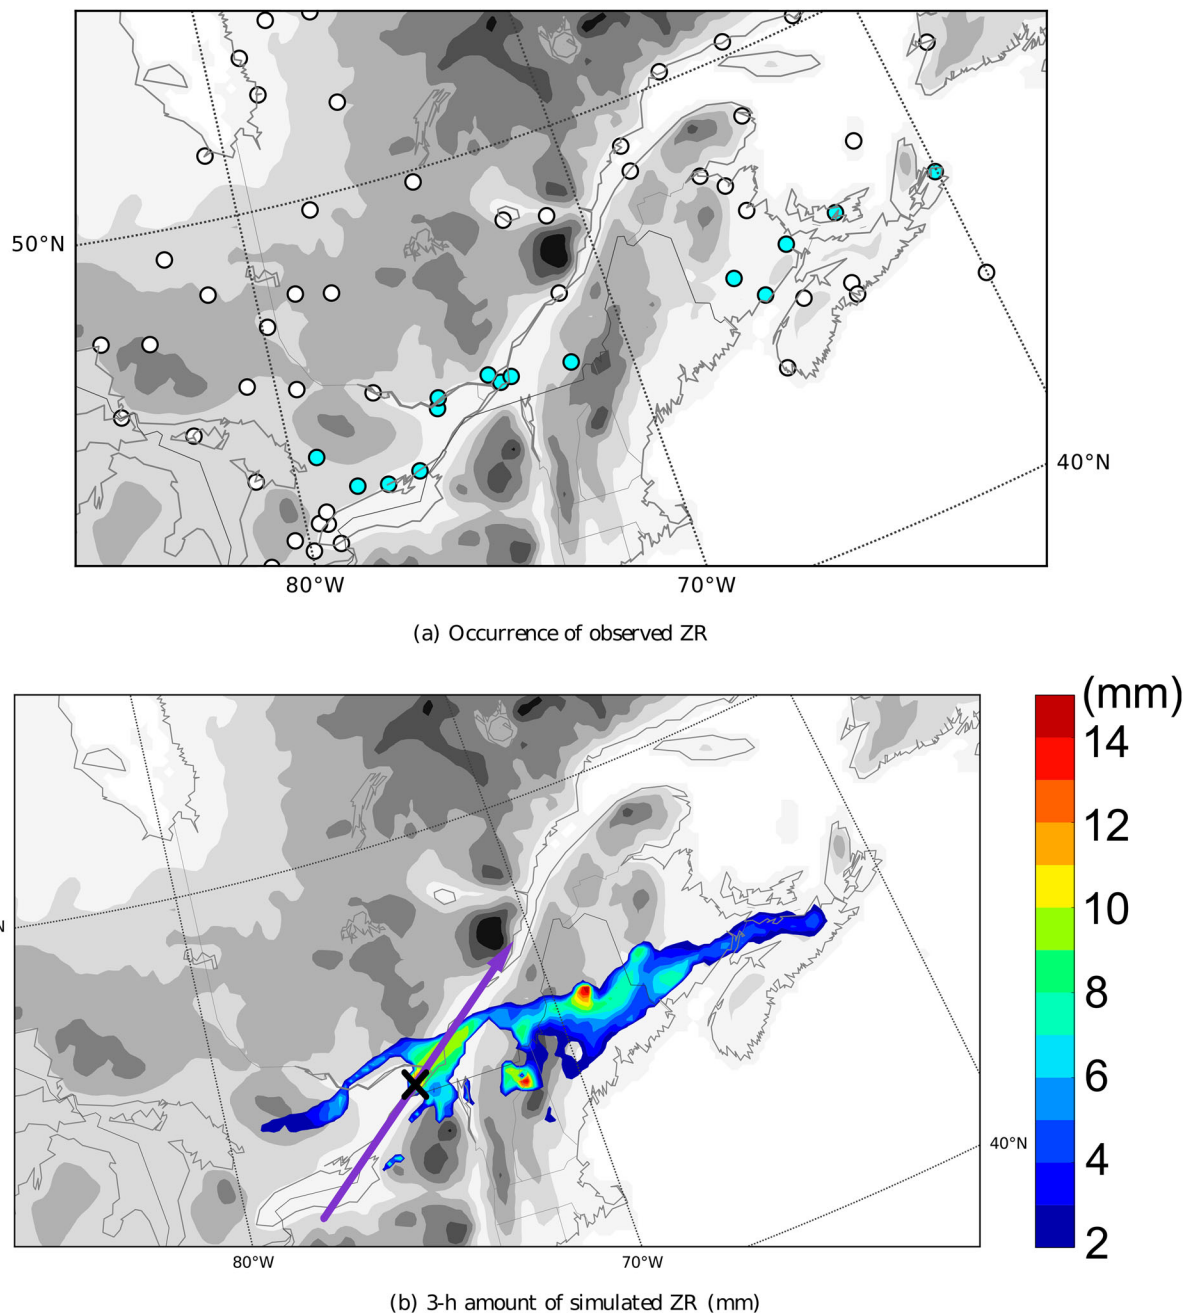 50°N
40°N
80°W
70°W
(a) Occurrence of observed ZR
(mm)
14
12
10
8
6
4
2
N
40°N
80°W
70°W
(b) 3-h amount of simulated ZR (mm)